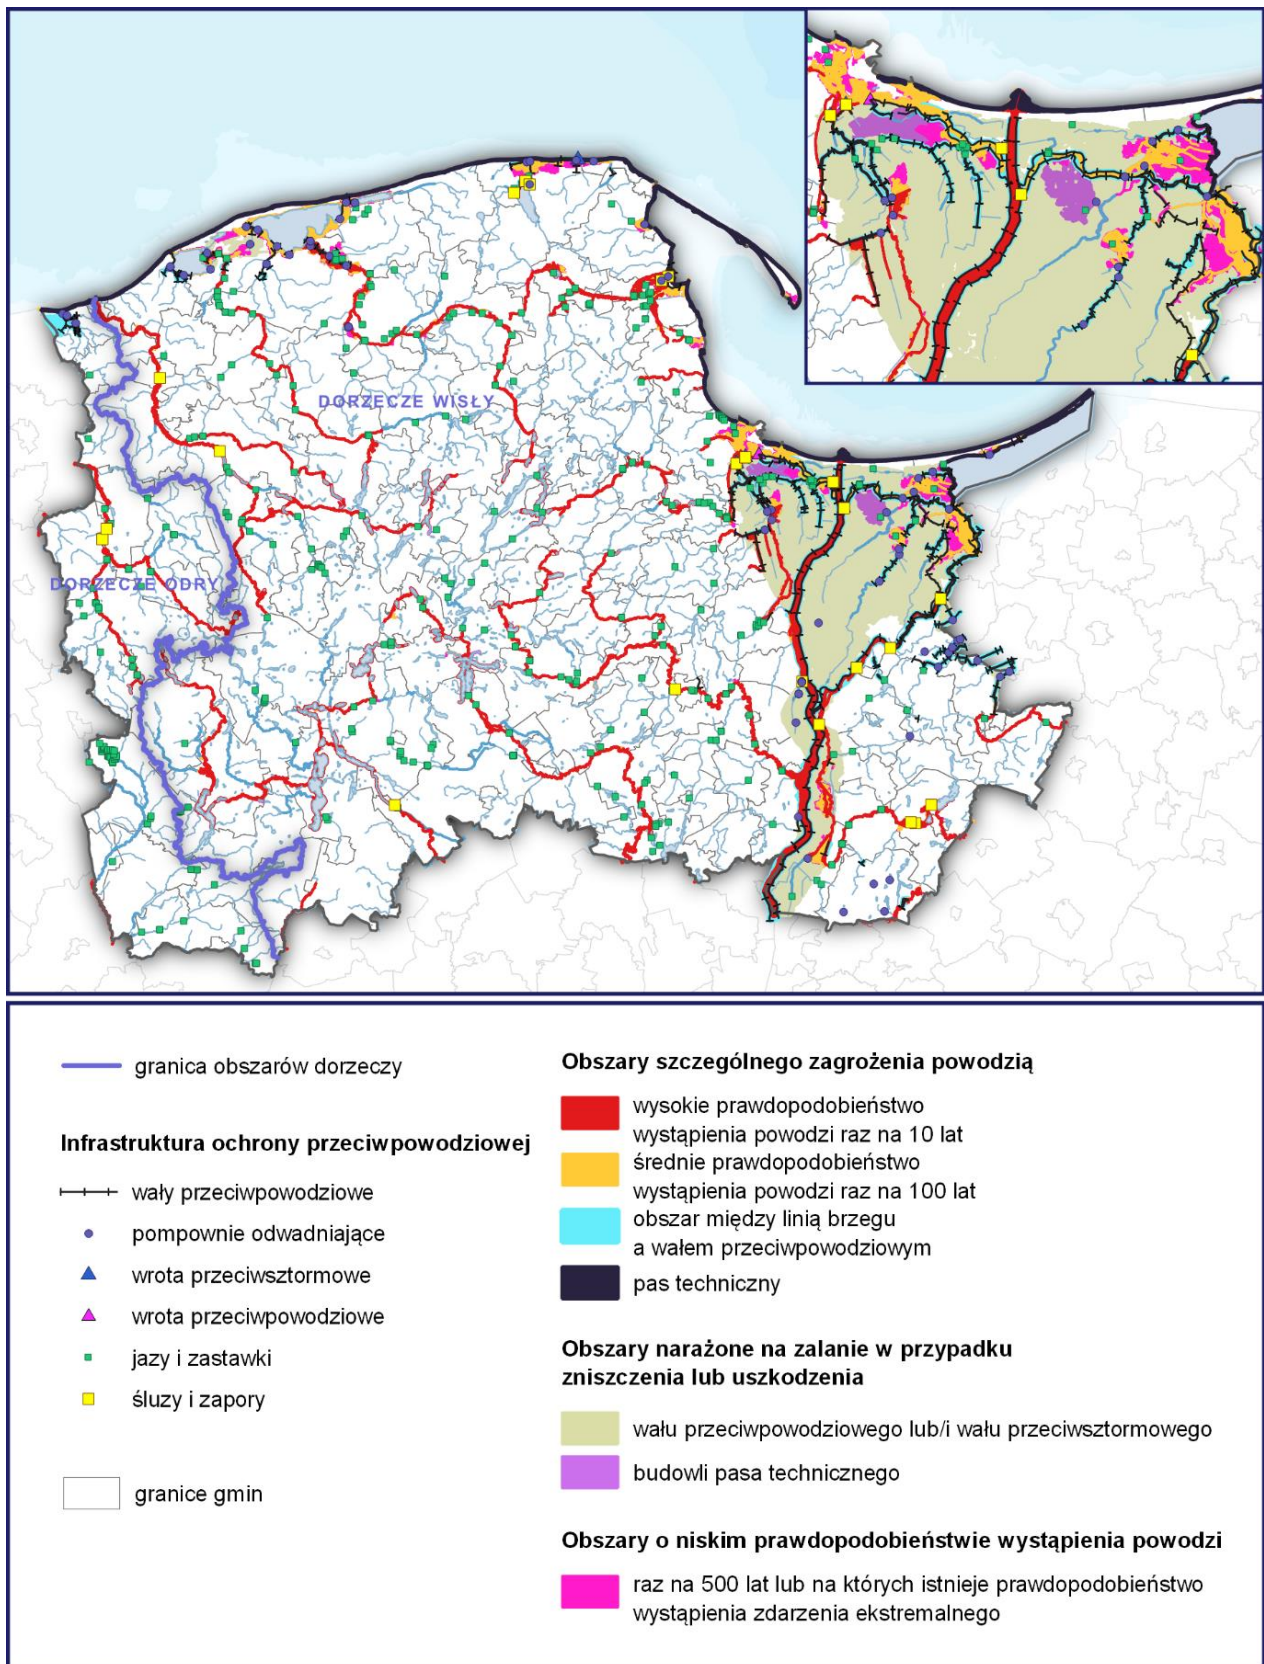 DORZECZE WISŁY
DORZECZE ODRY
granica obszarów dorzeczy
Infrastruktura ochrony przeciwpowodziowej
wały przeciwpowodziowe
pompownie odwadniające
wrota przeciwsztormowe
wrota przeciwpowodziowe
jazy i zastawki
śluzy i zapory
granice gmin
Obszary szczególnego zagrożenia powodzią
wysokie prawdopodobieństwo
wystąpienia powodzi raz na 10 lat
średnie prawdopodobieństwo
wystąpienia powodzi raz na 100 lat
obszar między linią brzegu
a wałem przeciwpowodziowym
pas techniczny
Obszary narażone na zalanie w przypadku
zniszczenia lub uszkodzenia
wału przeciwpowodziowego lub/i wału przeciwsztormowego
budowli pasa technicznego
Obszary o niskim prawdopodobieństwie wystąpienia powodzi
raz na 500 lat lub na których istnieje prawdopodobieństwo
wystąpienia zdarzenia ekstremalnego